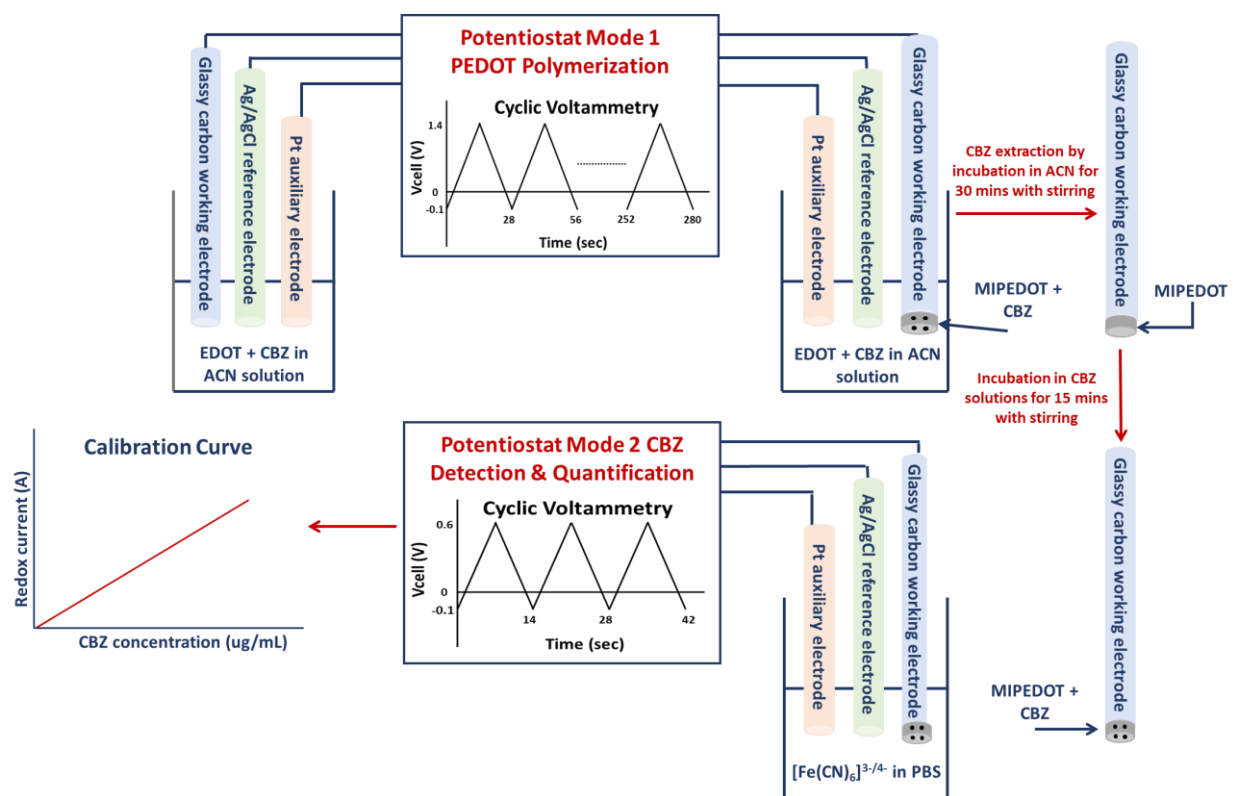 Potentiostat Mode 1
PEDOT Polymerization
Cyclic Voltammetry
Vcell (V)
1.4
0
-0.1
28
56
252
280
Time (sec)
Glassy carbon working electrode
Ag/AgCl reference electrode
Pt auxiliary electrode
EDOT + CBZ in
ACN solution
Pt auxiliary electrode
Ag/AgCl reference electrode
Glassy carbon working electrode
EDOT + CBZ in ACN
solution
MIPEDOT +
CBZ
CBZ extraction by
incubation in ACN for
30 mins with stirring
Glassy carbon working electrode
MIPEDOT
Incubation in CBZ
solutions for 15 mins
with stirring
Glassy carbon working electrode
MIPEDOT +
CBZ
Potentiostat Mode 2 CBZ
Detection & Quantification
Cyclic Voltammetry
Vcell (V)
0.6
0
-0.1
14
28
42
Time (sec)
Pt auxiliary electrode
Ag/AgCl reference electrode
Glassy carbon working electrode
[Fe(CN)₆]³⁻/⁴⁻ in PBS
Calibration Curve
Redox current (A)
CBZ concentration (ug/mL)